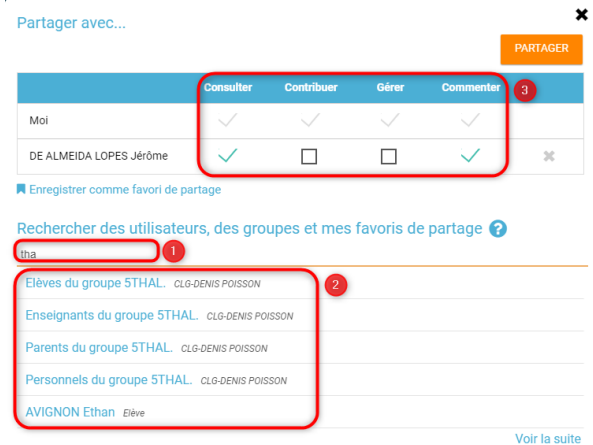 Partager avec...
PARTAGER
Consulter Contribuer Gérer Commenter 3
Moi
DE ALMEIDA LOPES Jérôme
Enregistrer comme favori de partage
Rechercher des utilisateurs, des groupes et mes favoris de partage ?
tha 1
Elèves du groupe 5THAL. CLG-DENIS POISSON 2
Enseignants du groupe 5THAL. CLG-DENIS POISSON
Parents du groupe 5THAL. CLG-DENIS POISSON
Personnels du groupe 5THAL. CLG-DENIS POISSON
AVIGNON Ethan Elève
Voir la suite